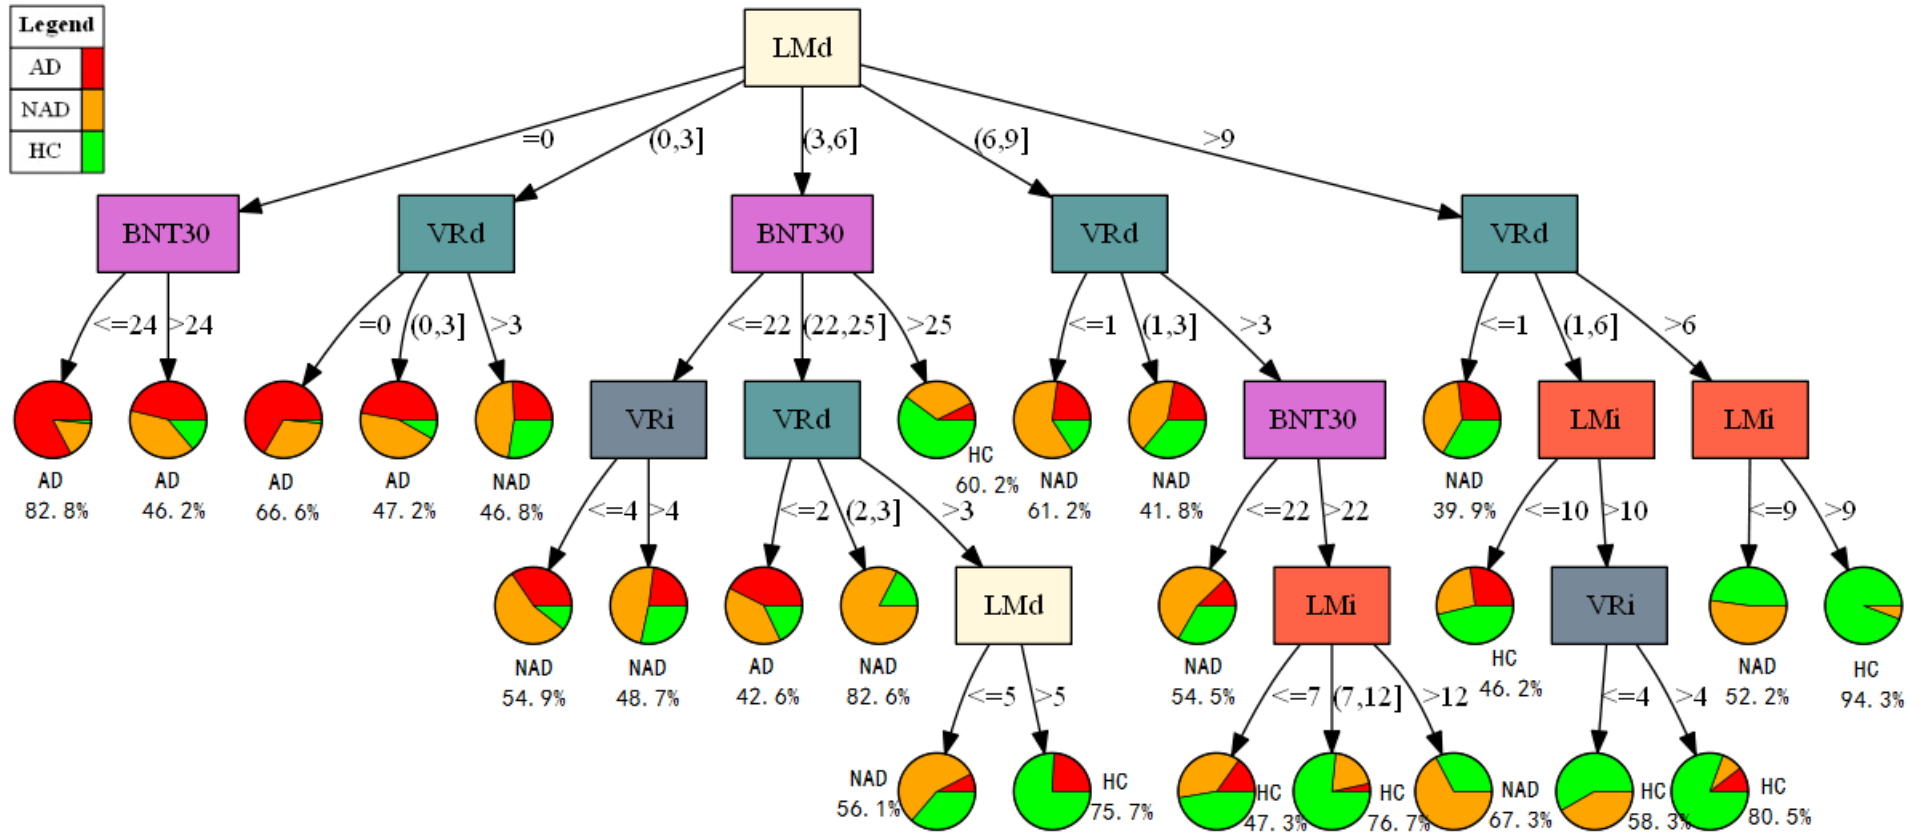 Legend
AD
NAD
HC
LMd
=0
(0,3]
(3,6]
(6,9]
>9
BNT30
VRd
BNT30
VRd
VRd
<=24
>24
=0
(0,3]
>3
<=22
(22,25]
>25
<=1
(1,3]
>3
<=1
(1,6]
>6
VRi
VRd
BNT30
LMi
LMi
AD
82.8%
AD
46.2%
AD
66.6%
AD
47.2%
NAD
46.8%
HC
60.2%
NAD
61.2%
NAD
41.8%
NAD
39.9%
<=4
>4
<=2
(2,3]
>3
<=22
>22
<=10
>10
<=9
>9
LMd
LMi
VRi
NAD
54.9%
NAD
48.7%
AD
42.6%
NAD
82.6%
NAD
54.5%
HC
46.2%
NAD
52.2%
HC
94.3%
<=5
>5
<=7
(7,12]
>12
<=4
>4
NAD
56.1%
HC
75.7%
HC
47.3%
HC
76.7%
NAD
67.3%
HC
58.3%
HC
80.5%